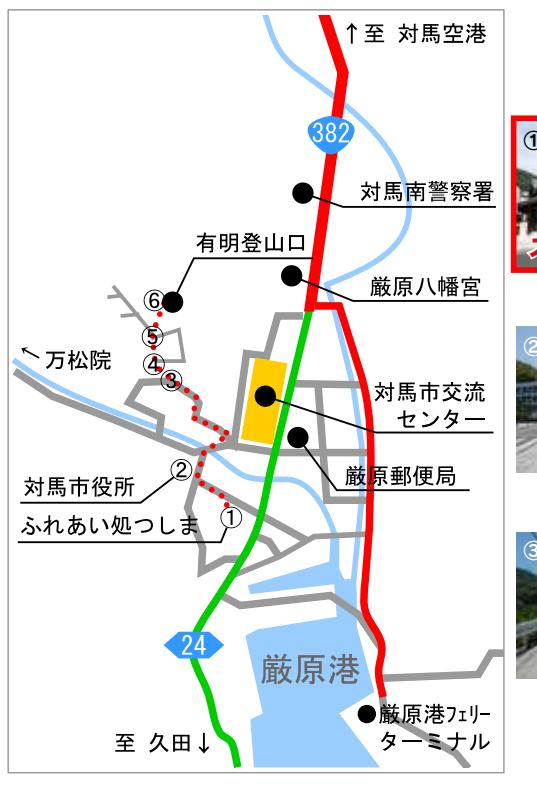 ↑至 対馬空港
①
382
対馬南警察署
有明登山口
厳原八幡宮
⑥
⑤
④
③
←万松院
②
対馬市交流
センター
厳原郵便局
②
対馬市役所
①
ふれあい処つしま
③
24
厳原港
厳原港フェリー
ターミナル
至 久田↓